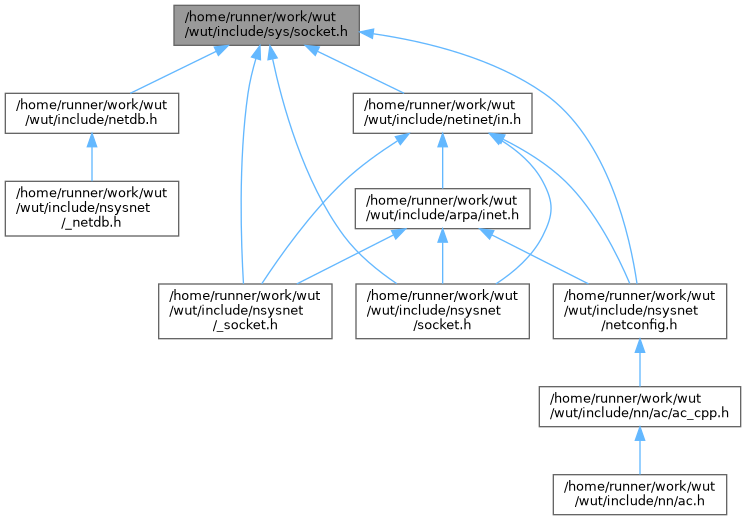 /home/runner/work/wut
/wut/include/sys/socket.h
/home/runner/work/wut
/wut/include/netdb.h
/home/runner/work/wut
/wut/include/netinet/in.h
/home/runner/work/wut
/wut/include/nsysnet
/_netdb.h
/home/runner/work/wut
/wut/include/arpa/inet.h
/home/runner/work/wut
/wut/include/nsysnet
/_socket.h
/home/runner/work/wut
/wut/include/nsysnet
/socket.h
/home/runner/work/wut
/wut/include/nsysnet
/netconfig.h
/home/runner/work/wut
/wut/include/nn/ac/ac_cpp.h
/home/runner/work/wut
/wut/include/nn/ac.h